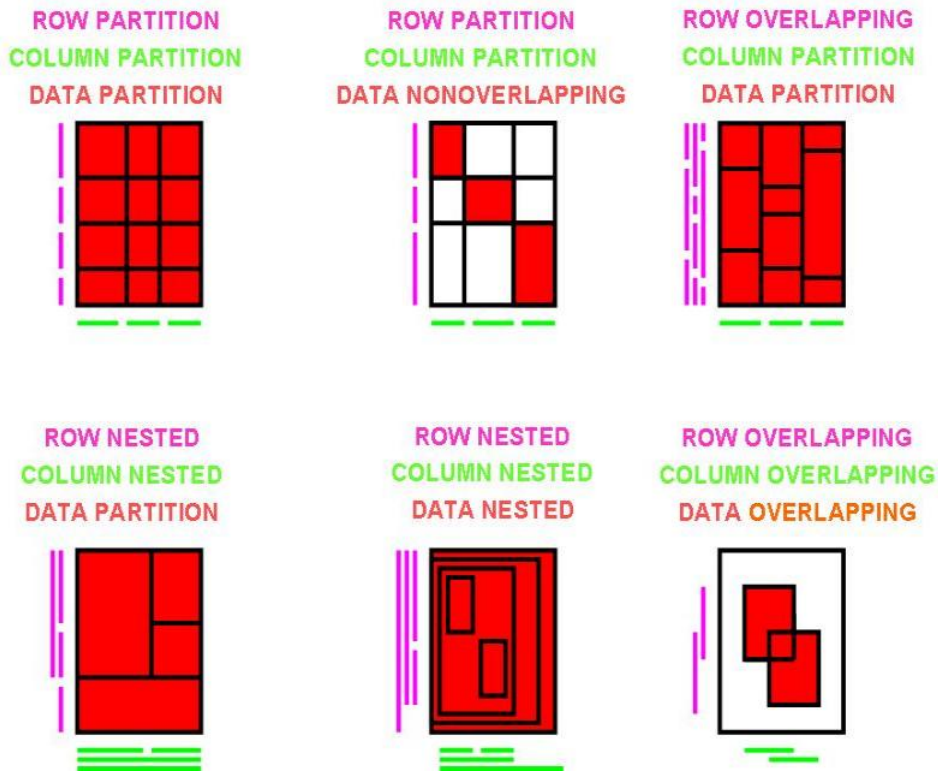 ROW PARTITION
COLUMN PARTITION
DATA PARTITION
ROW PARTITION
COLUMN PARTITION
DATA NONOVERLAPPING
ROW OVERLAPPING
COLUMN PARTITION
DATA PARTITION
ROW NESTED
COLUMN NESTED
DATA PARTITION
ROW NESTED
COLUMN NESTED
DATA NESTED
ROW OVERLAPPING
COLUMN OVERLAPPING
DATA OVERLAPPING